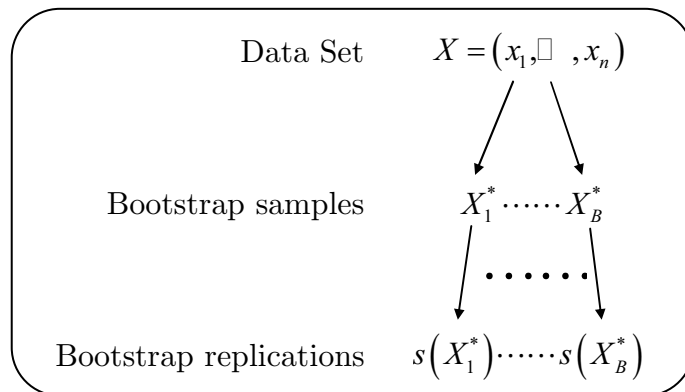 Data Set X = (x₁,□ , xₙ)
Bootstrap samples X₁* ⋯⋯ X_B*
• • • • • •
Bootstrap replications s(X₁*)⋯⋯s(X_B*)